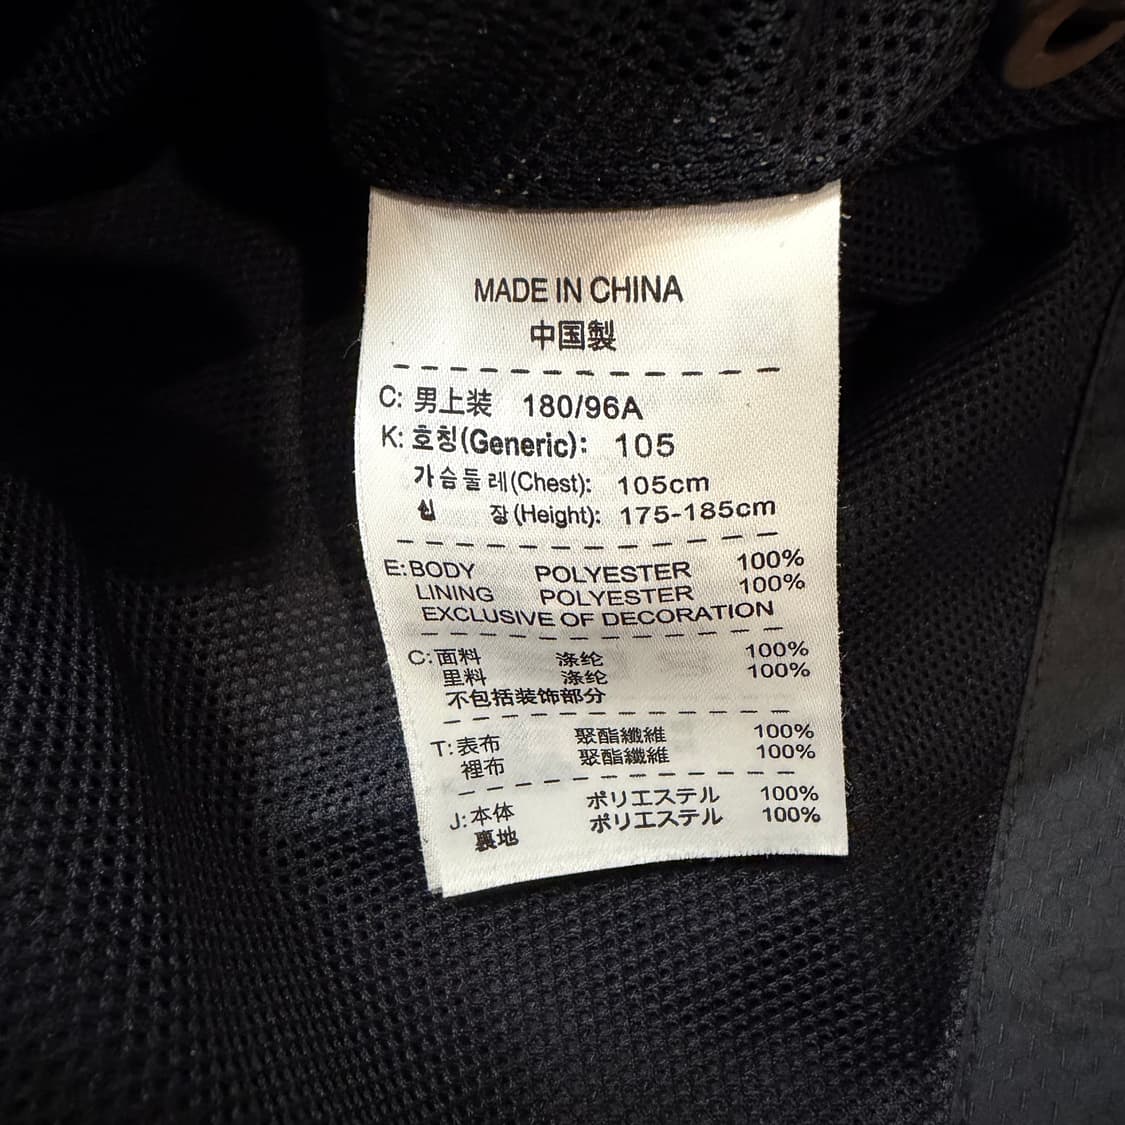 MADE IN CHINA
中国製
C: 男上装 180/96A
K: 호칭(Generic): 105
가슴둘레(Chest): 105cm
장(Height): 175-185cm
E: BODY POLYESTER 100%
LINING POLYESTER 100%
EXCLUSIVE OF DECORATION
C: 面料 涤纶 100%
里料 涤纶 100%
不包括装饰部分
T: 表布 聚酯纖維 100%
裡布 聚酯纖維 100%
J: 本体 ポリエステル 100%
裏地 ポリエステル 100%